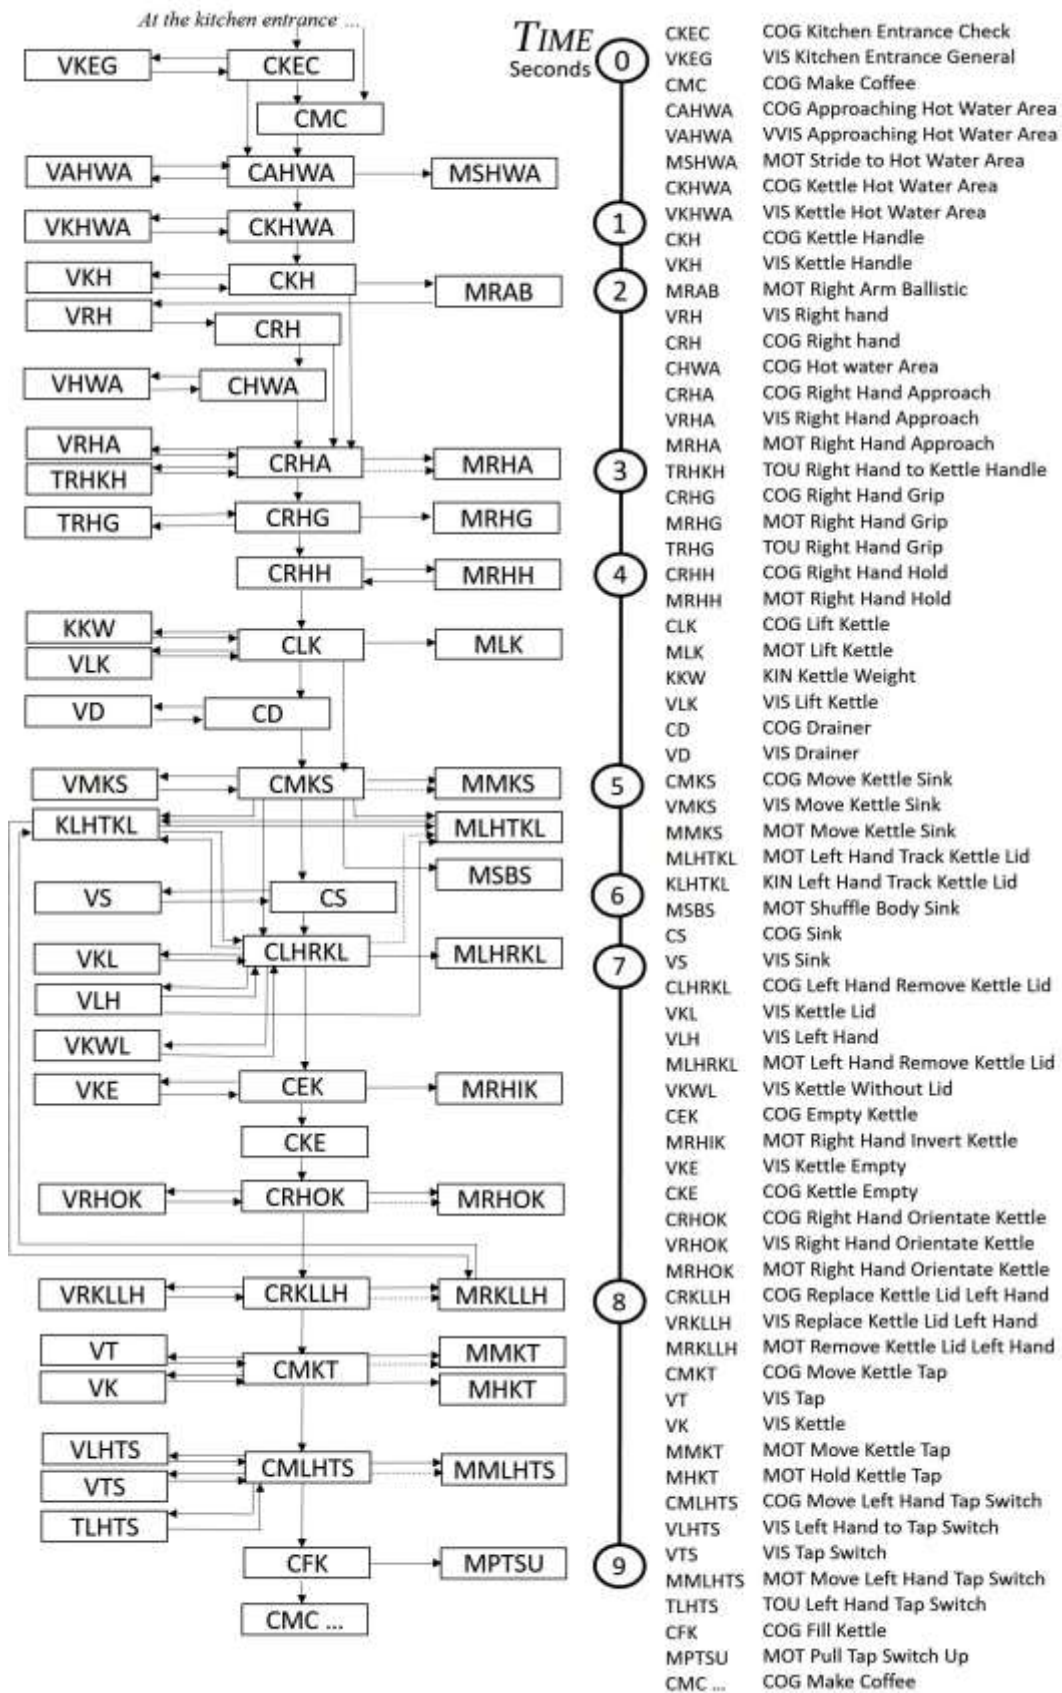 At the kitchen entrance ...
TIME
Seconds
0
VKEG CKEC
CMC
VAHWA CAHWA MSHWA
VKHWA CKHWA
1
VKH CKH MRAB
2
VRH CRH
VHWA CHWA
VRHA CRHA MRHA
3
TRHKH
TRHG CRHG MRHG
CRHH MRHH
4
KKW CLK MLK
VLK
VD CD
VMKS CMKS MMKS
5
KLHTKL MLHTKL
MSBS
VS CS
6
VKL CLHRKL MLHRKL
7
VLH
VKWL
VKE CEK MRHIK
CKE
VRHOK CRHOK MRHOK
VRKLLH CRKLLH MRKLLH
8
VT CMKT MMKT
VK MHKT
VLHTS CMLHTS MMLHTS
VTS
TLHTS
CFK MPTSU
9
CMC ...
CKEC COG Kitchen Entrance Check
VKEG VIS Kitchen Entrance General
CMC COG Make Coffee
CAHWA COG Approaching Hot Water Area
VAHWA VVIS Approaching Hot Water Area
MSHWA MOT Stride to Hot Water Area
CKHWA COG Kettle Hot Water Area
VKHWA VIS Kettle Hot Water Area
CKH COG Kettle Handle
VKH VIS Kettle Handle
MRAB MOT Right Arm Ballistic
VRH VIS Right hand
CRH COG Right hand
CHWA COG Hot water Area
CRHA COG Right Hand Approach
VRHA VIS Right Hand Approach
MRHA MOT Right Hand Approach
TRHKH TOU Right Hand to Kettle Handle
CRHG COG Right Hand Grip
MRHG MOT Right Hand Grip
TRHG TOU Right Hand Grip
CRHH COG Right Hand Hold
MRHH MOT Right Hand Hold
CLK COG Lift Kettle
MLK MOT Lift Kettle
KKW KIN Kettle Weight
VLK VIS Lift Kettle
CD COG Drainer
VD VIS Drainer
CMKS COG Move Kettle Sink
VMKS VIS Move Kettle Sink
MMKS MOT Move Kettle Sink
MLHTKL MOT Left Hand Track Kettle Lid
KLHTKL KIN Left Hand Track Kettle Lid
MSBS MOT Shuffle Body Sink
CS COG Sink
VS VIS Sink
CLHRKL COG Left Hand Remove Kettle Lid
VKL VIS Kettle Lid
VLH VIS Left Hand
MLHRKL MOT Left Hand Remove Kettle Lid
VKWL VIS Kettle Without Lid
CEK COG Empty Kettle
MRHIK MOT Right Hand Invert Kettle
VKE VIS Kettle Empty
CKE COG Kettle Empty
CRHOK COG Right Hand Orientate Kettle
VRHOK VIS Right Hand Orientate Kettle
MRHOK MOT Right Hand Orientate Kettle
CRKLLH COG Replace Kettle Lid Left Hand
VRKLLH VIS Replace Kettle Lid Left Hand
MRKLLH MOT Remove Kettle Lid Left Hand
CMKT COG Move Kettle Tap
VT VIS Tap
VK VIS Kettle
MMKT MOT Move Kettle Tap
MHKT MOT Hold Kettle Tap
CMLHTS COG Move Left Hand Tap Switch
VLHTS VIS Left Hand to Tap Switch
VTS VIS Tap Switch
MMLHTS MOT Move Left Hand Tap Switch
TLHTS TOU Left Hand Tap Switch
CFK COG Fill Kettle
MPTSU MOT Pull Tap Switch Up
CMC ... COG Make Coffee